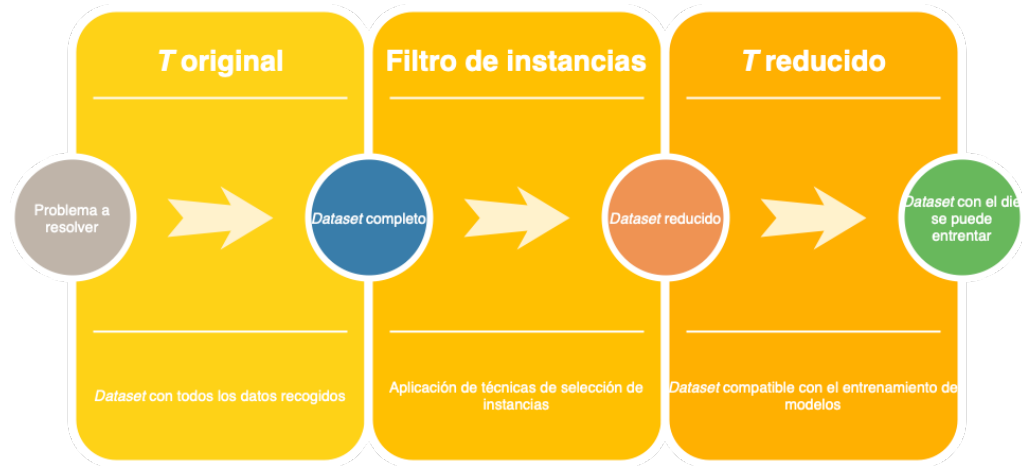 T original
Filtro de instancias
T reducido
Problema a
resolver
Dataset completo
Dataset reducido
Dataset con el die
se puede
entrentar
Dataset con todos los datos recogidos
Aplicación de técnicas de selección de
instancias
Dataset compatible con el entrenamiento de
modelos